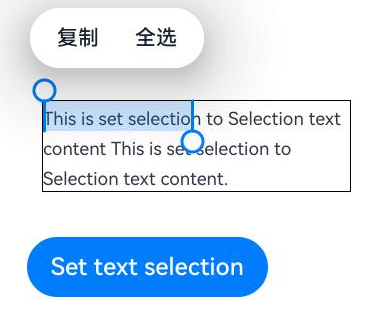 复制 全选
This is set selection to Selection text
content This is set selection to
Selection text content.
Set text selection